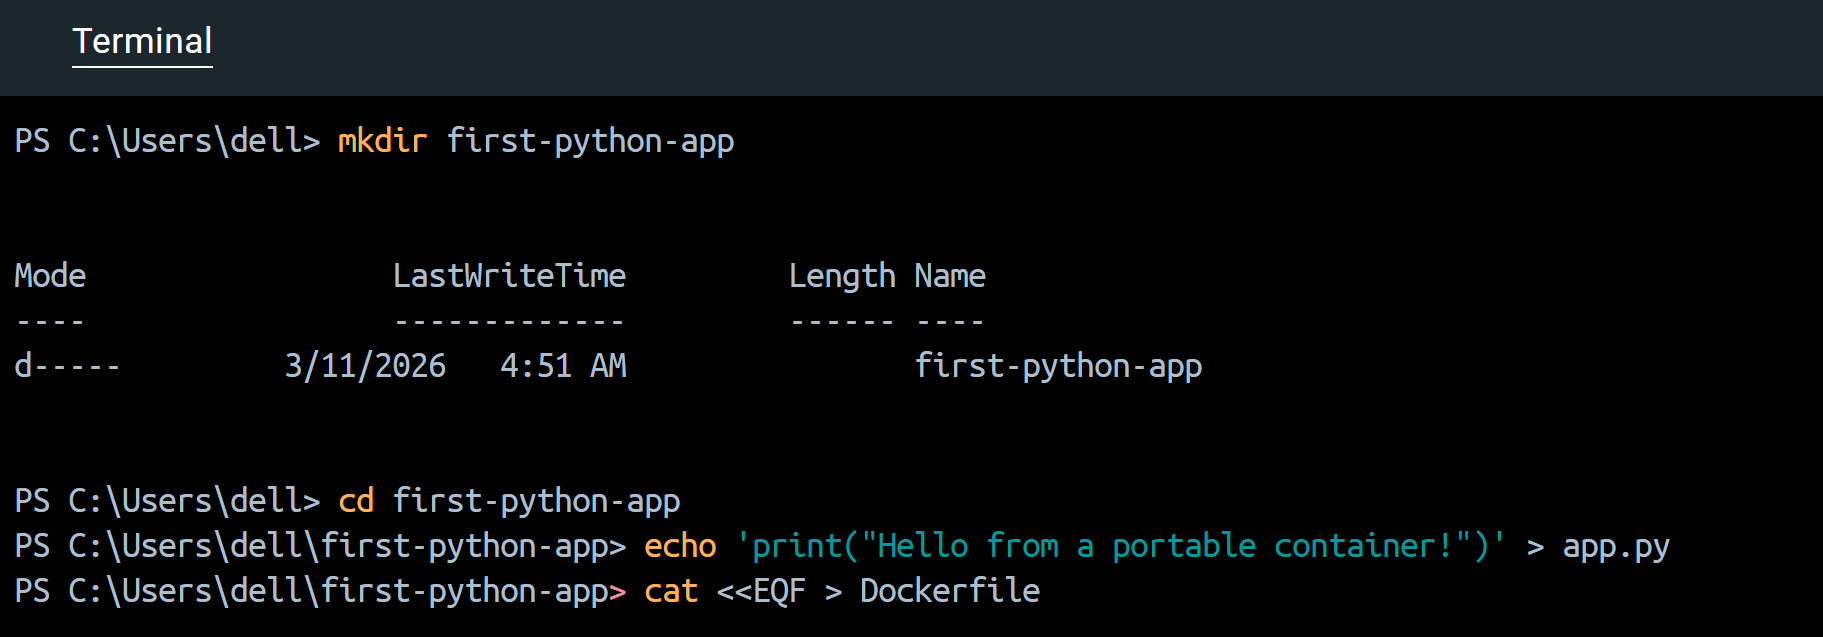 Terminal
PS C:\Users\dell> mkdir first-python-app
Mode                 LastWriteTime         Length Name
----                 -------------         ------ ----
d-----         3/11/2026   4:51 AM                first-python-app
PS C:\Users\dell> cd first-python-app
PS C:\Users\dell\first-python-app> echo 'print("Hello from a portable container!")' > app.py
PS C:\Users\dell\first-python-app> cat <<EQF > Dockerfile